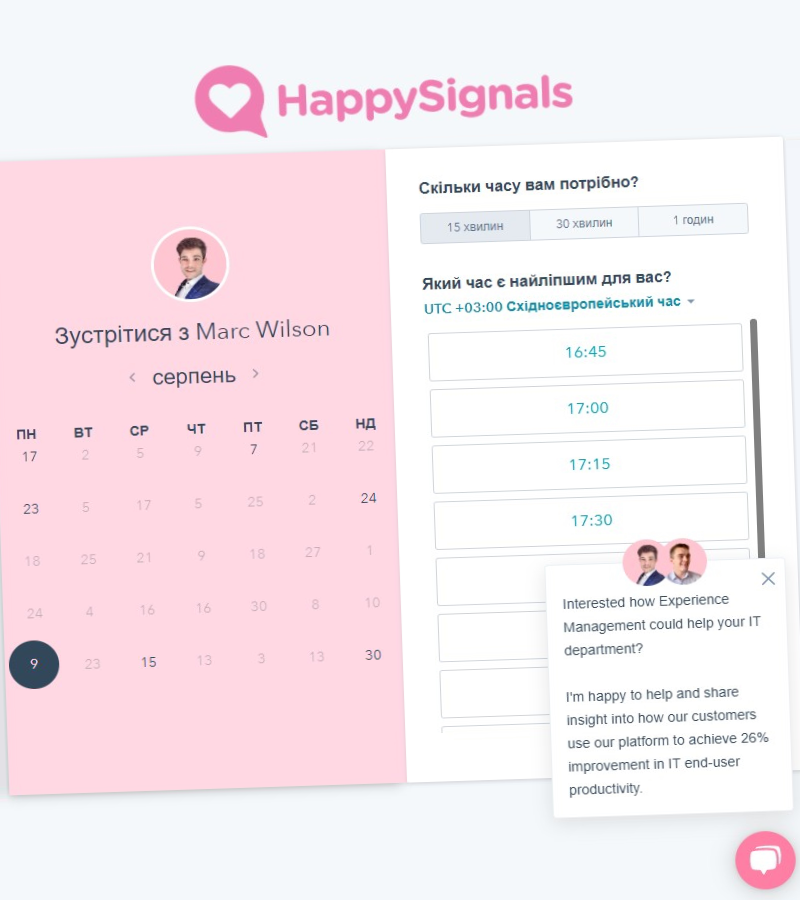 HappySignals
Зустрітися з Marc Wilson
серпень
ПН ВТ СР ЧТ ПТ СБ НД
17 2 5 9 7 21 22
23 5 17 5 25 2 24
18 25 21 9 18 27 1
24 4 16 16 30 8 10
9 23 15 13 3 13 30
Скільки часу вам потрібно?
15 хвилин 30 хвилин 1 годин
Який час є найліпшим для вас?
UTC +03:00 Східноєвропейський час
16:45
17:00
17:15
17:30
Interested how Experience
Management could help your IT
department?
I'm happy to help and share
insight into how our customers
use our platform to achieve 26%
improvement in IT end-user
productivity.